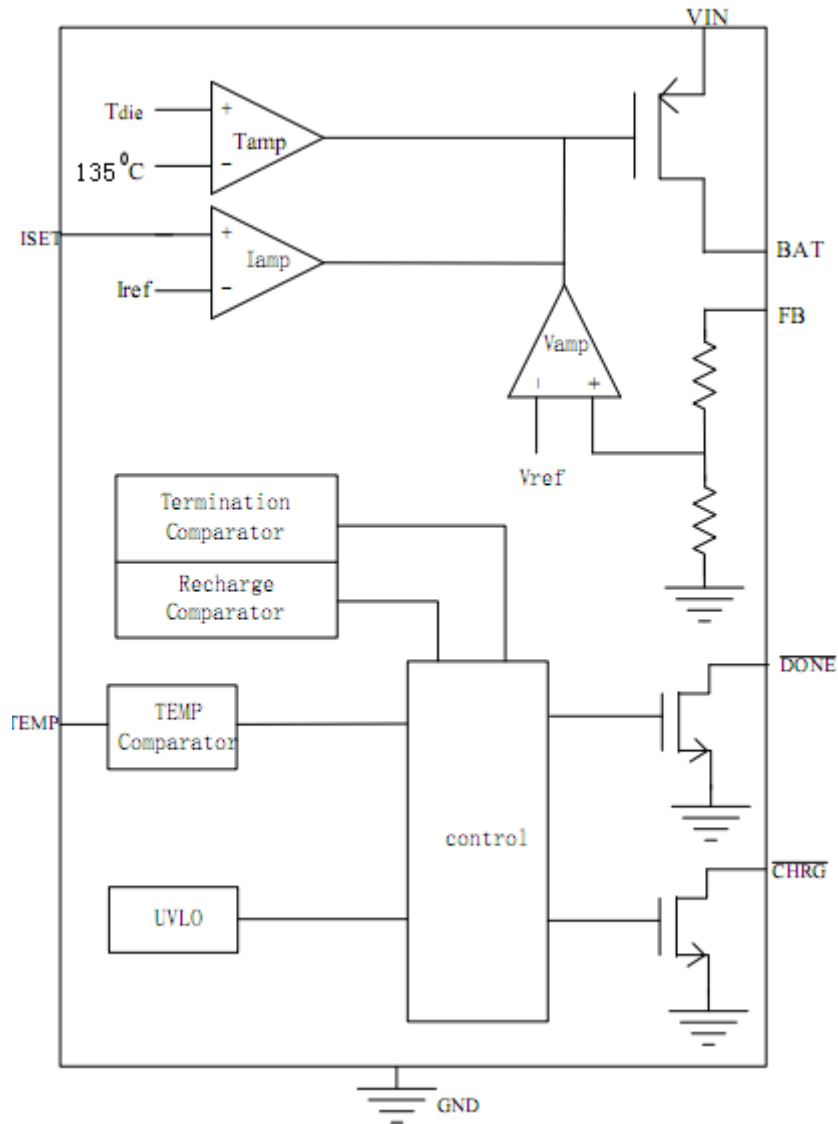 VIN
Tdie
+
Tamp
135⁰C
−
ISET
+
Iamp
BAT
Iref
−
FB
Vamp
− +
Vref
Termination
Comparator
Recharge
Comparator
DONE
TEMP
TEMP
Comparator
control
CHRG
UVLO
GND